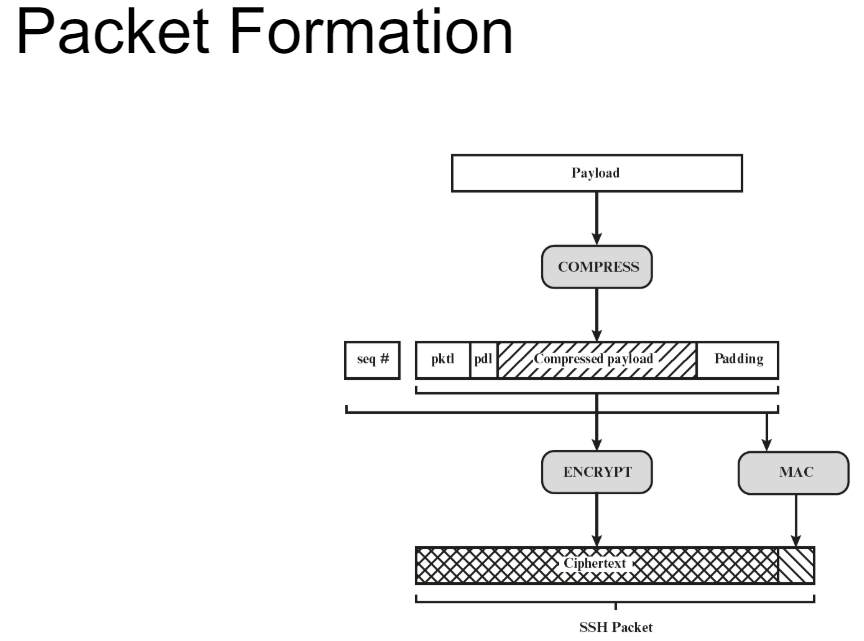 Packet Formation
Payload
COMPRESS
seq # pktl pdl Compressed payload Padding
ENCRYPT MAC
Ciphertext
SSH Packet